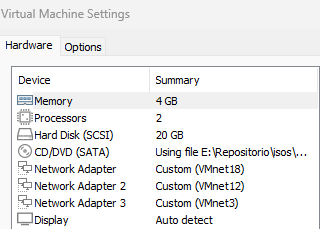 Virtual Machine Settings
Hardware Options
Device Summary
Memory 4 GB
Processors 2
Hard Disk (SCSI) 20 GB
CD/DVD (SATA) Using file E:\Repositorio\isos\...
Network Adapter Custom (VMnet18)
Network Adapter 2 Custom (VMnet12)
Network Adapter 3 Custom (VMnet3)
Display Auto detect